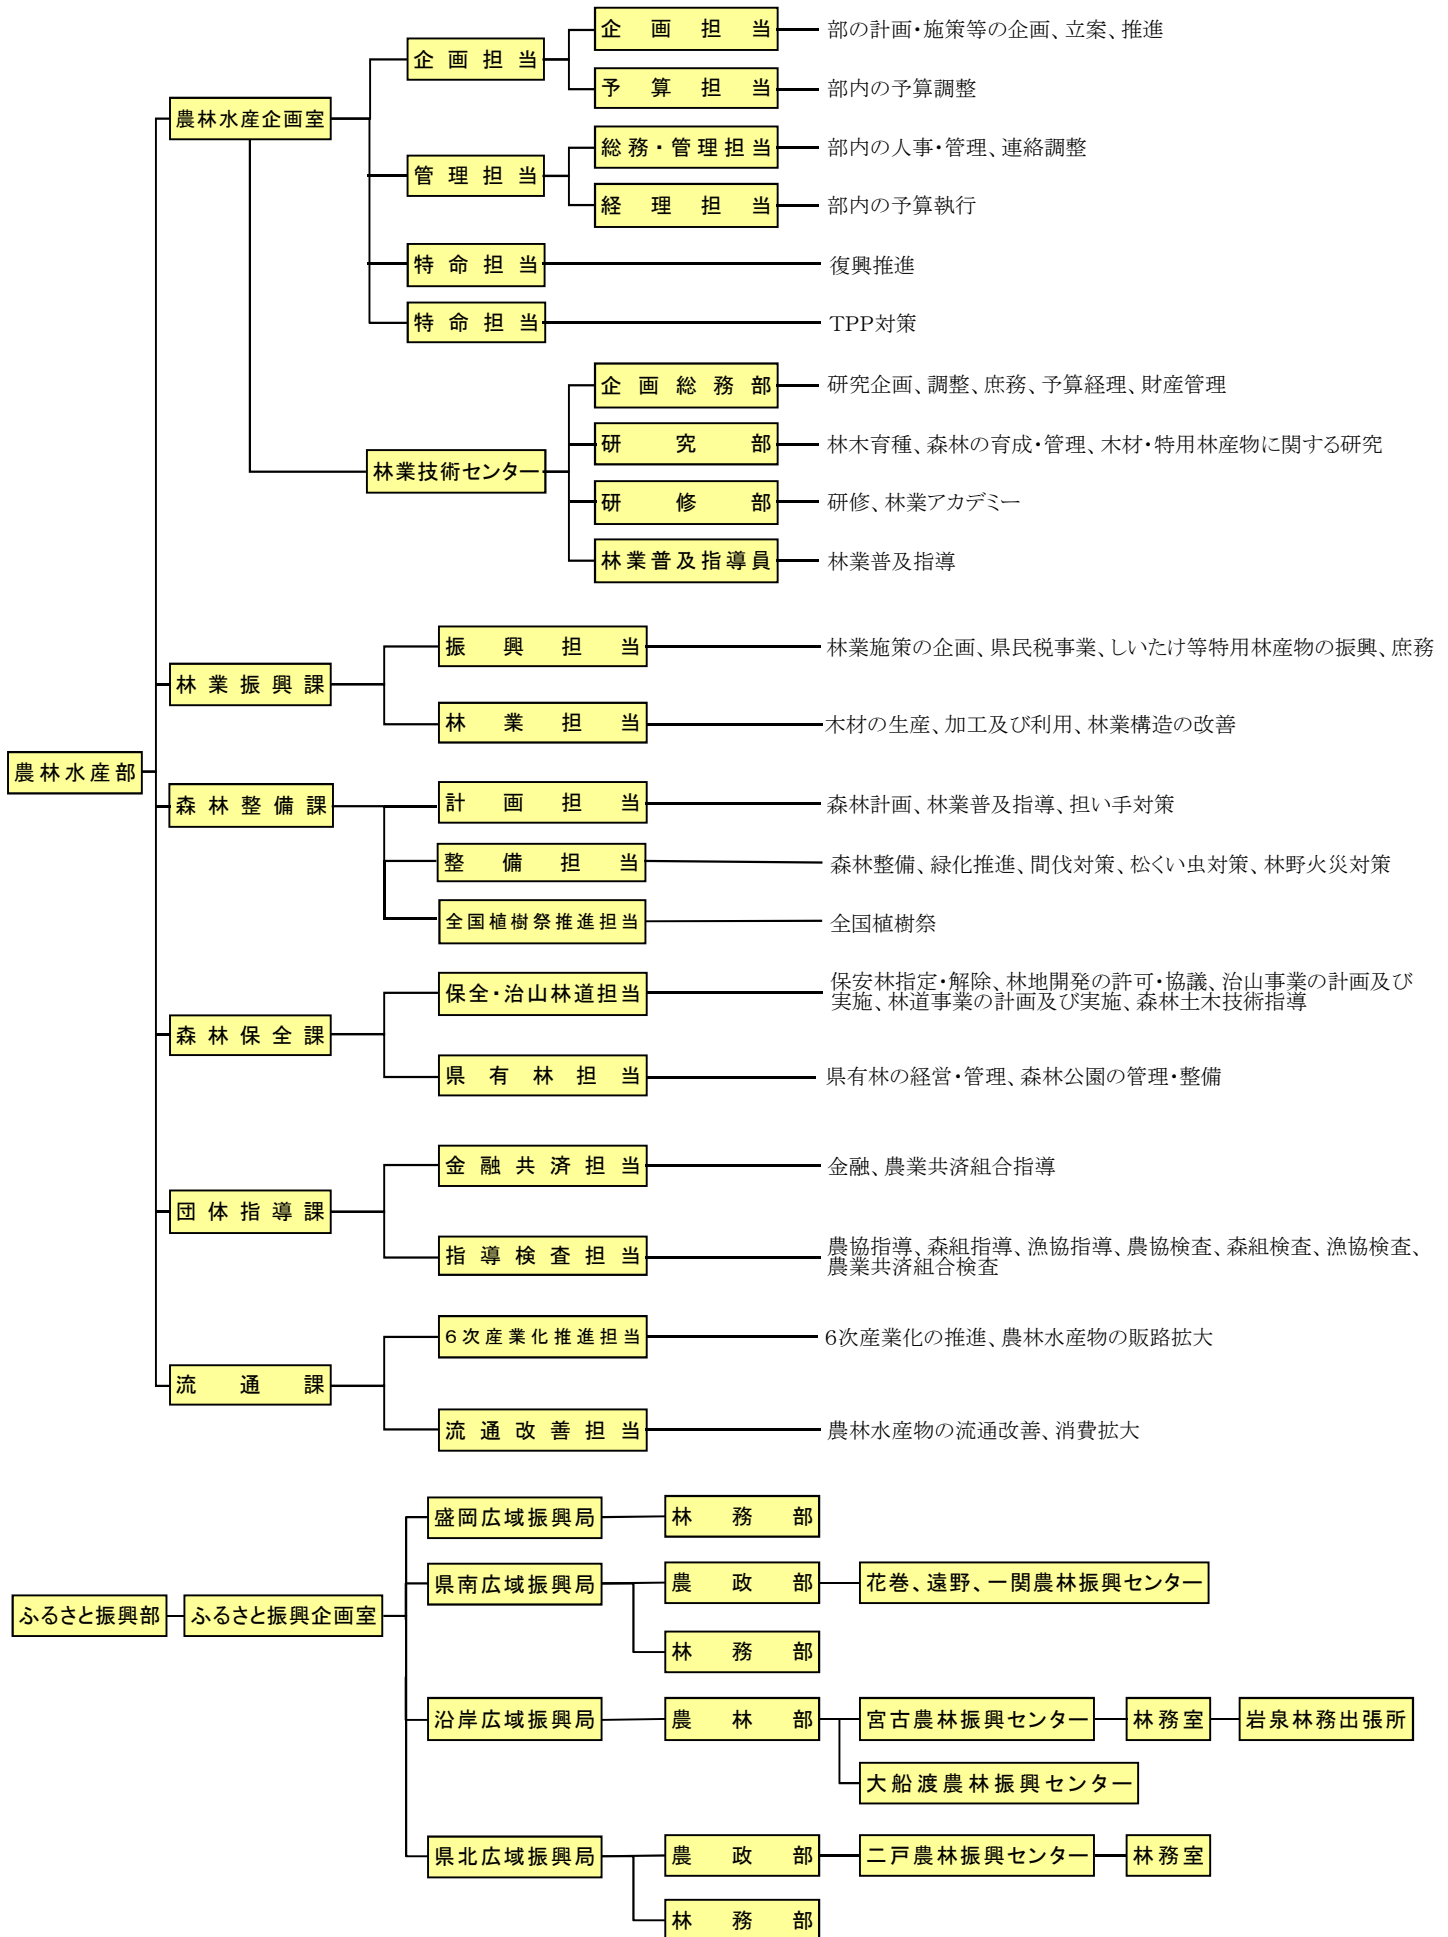 企画担当 部の計画・施策等の企画、立案、推進
企画担当
予算担当 部内の予算調整
農林水産企画室
総務・管理担当 部内の人事・管理、連絡調整
管理担当
経理担当 部内の予算執行
特命担当 復興推進
特命担当 TPP対策
企画総務部 研究企画、調整、庶務、予算経理、財産管理
研究部 林木育種、森林の育成・管理、木材・特用林産物に関する研究
林業技術センター
研修部 研修、林業アカデミー
林業普及指導員 林業普及指導
振興担当 林業施策の企画、県民税事業、しいたけ等特用林産物の振興、庶務
林業振興課
林業担当 木材の生産、加工及び利用、林業構造の改善
農林水産部
森林整備課 計画担当 森林計画、林業普及指導、担い手対策
整備担当 森林整備、緑化推進、間伐対策、松くい虫対策、林野火災対策
全国植樹祭推進担当 全国植樹祭
保全・治山林道担当 保安林指定・解除、林地開発の許可・協議、治山事業の計画及び
実施、林道事業の計画及び実施、森林土木技術指導
森林保全課
県有林担当 県有林の経営・管理、森林公園の管理・整備
金融共済担当 金融、農業共済組合指導
団体指導課
指導検査担当 農協指導、森組指導、漁協指導、農協検査、森組検査、漁協検査、
農業共済組合検査
6次産業化推進担当 6次産業化の推進、農林水産物の販路拡大
流通課
流通改善担当 農林水産物の流通改善、消費拡大
盛岡広域振興局 林務部
県南広域振興局 農政部 花巻、遠野、一関農林振興センター
ふるさと振興部 ふるさと振興企画室
林務部
沿岸広域振興局 農林部 宮古農林振興センター 林務室 岩泉林務出張所
大船渡農林振興センター
県北広域振興局 農政部 二戸農林振興センター 林務室
林務部